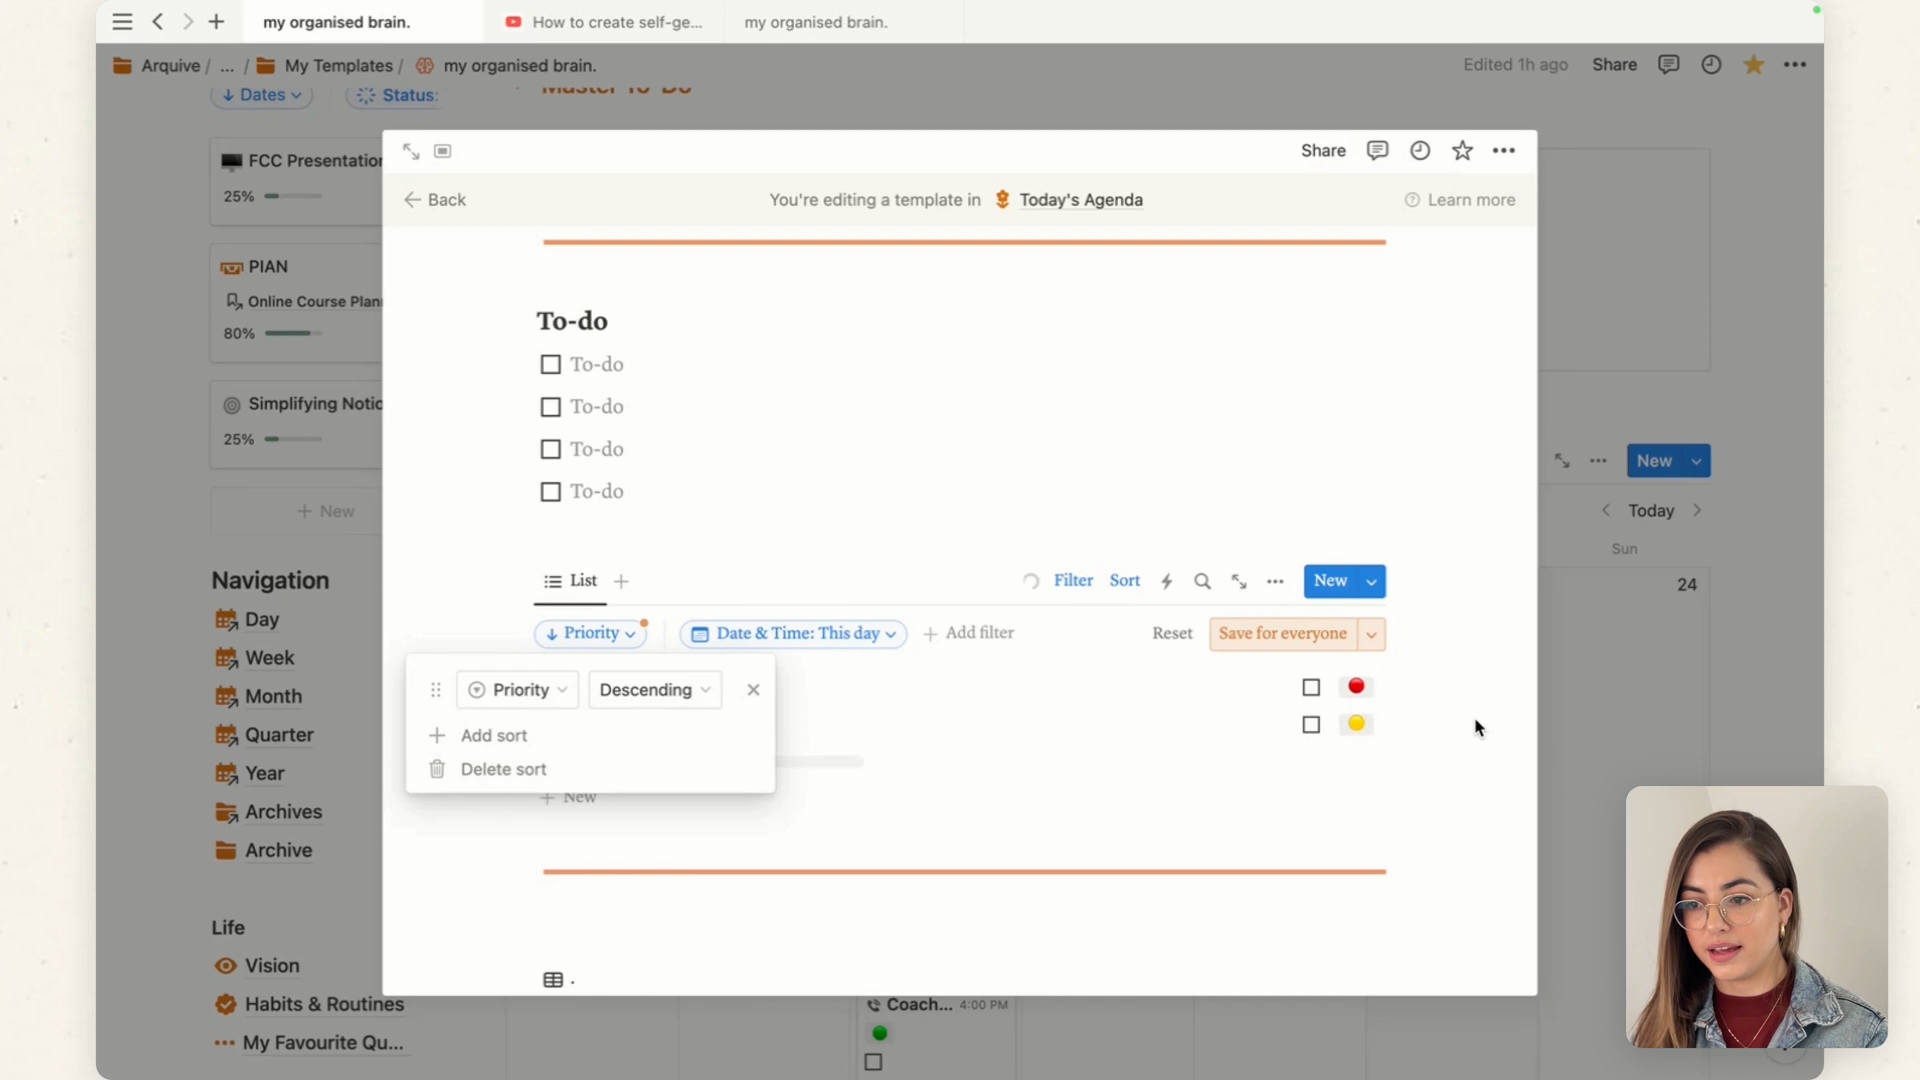 my organised brain.
How to create self-ge...
my organised brain.
Arquive / ... / My Templates / my organised brain.
Edited 1h ago
Share
Dates
Status:
Master To-Do
FCC Presentation
25%
PIAN
Online Course Plan
80%
Simplifying Notio
25%
+ New
Navigation
Day
Week
Month
Quarter
Year
Archives
Archive
Life
Vision
Habits & Routines
My Favourite Qu...
Share
Back
You're editing a template in Today's Agenda
Learn more
To-do
To-do
To-do
To-do
To-do
List
Filter
Sort
New
Priority
Date & Time: This day
+ Add filter
Reset
Save for everyone
Priority
Descending
+ Add sort
Delete sort
+ New
.
New
Today
Sun
24
Coach... 4:00 PM